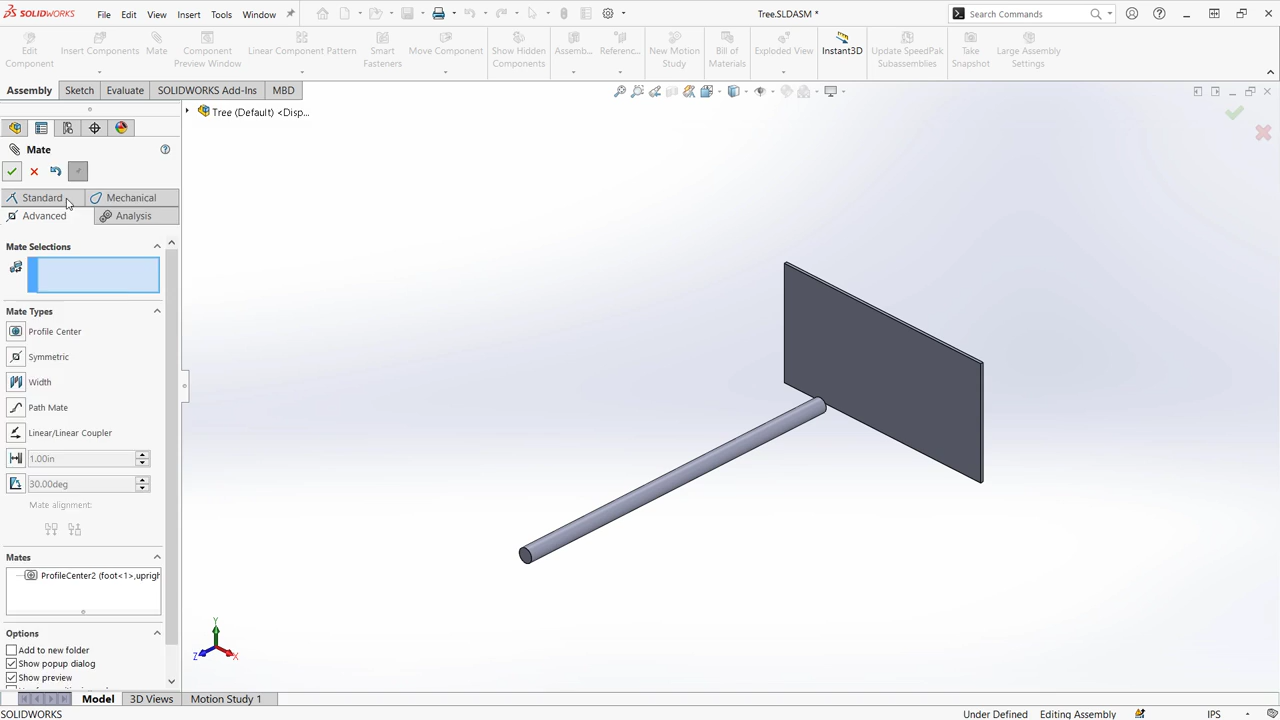 SOLIDWORKS File Edit View Insert Tools Window Tree.SLDASM * Search Commands
Edit Component Insert Components Mate Component Preview Window Linear Component Pattern Smart Fasteners Move Component Show Hidden Components Assemb... Referenc... New Motion Study Bill of Materials Exploded View Instant3D Update SpeedPak Subassemblies Take Snapshot Large Assembly Settings
Assembly Sketch Evaluate SOLIDWORKS Add-Ins MBD
Tree (Default) <Disp...
Mate
Standard Mechanical
Advanced Analysis
Mate Selections
Mate Types
Profile Center
Symmetric
Width
Path Mate
Linear/Linear Coupler
1.00in
30.00deg
Mate alignment:
Mates
ProfileCenter2 (foot<1>,uprigh
Options
Add to new folder
Show popup dialog
Show preview
Y
Z X
Model 3D Views Motion Study 1
SOLIDWORKS Under Defined Editing Assembly IPS